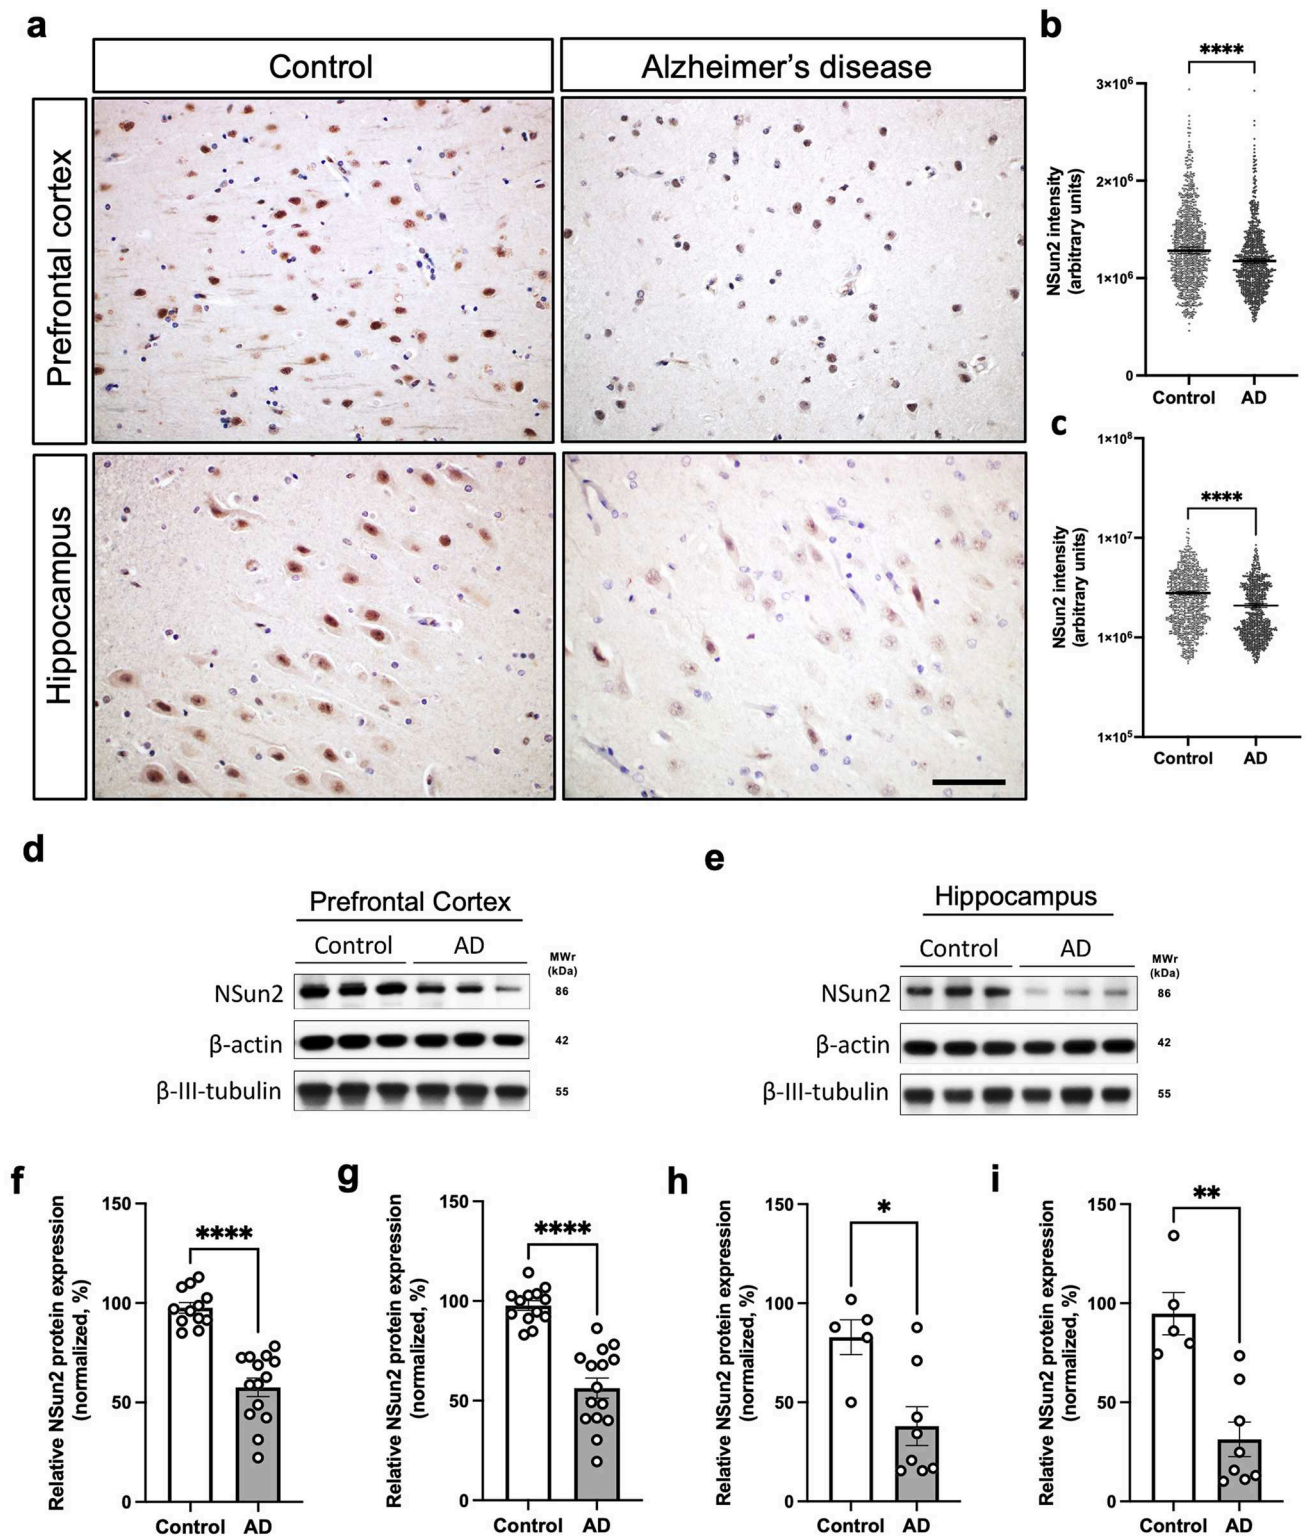 a
Control
Alzheimer's disease
Prefrontal cortex
Hippocampus
b
****
3×10⁶
2×10⁶
1×10⁶
0
NSun2 intensity
(arbitrary units)
Control AD
c
1×10⁸
****
1×10⁷
1×10⁶
1×10⁵
NSun2 intensity
(arbitrary units)
Control AD
d
Prefrontal Cortex
Control AD
MWr
(kDa)
NSun2 86
β-actin 42
β-III-tubulin 55
e
Hippocampus
Control AD
MWr
(kDa)
NSun2 86
β-actin 42
β-III-tubulin 55
f
Relative NSun2 protein expression
(normalized, %)
150
****
100
50
0
Control AD
g
Relative NSun2 protein expression
(normalized, %)
150
****
100
50
0
Control AD
h
Relative NSun2 protein expression
(normalized, %)
150
*
100
50
0
Control AD
i
Relative NSun2 protein expression
(normalized, %)
150
**
100
50
0
Control AD